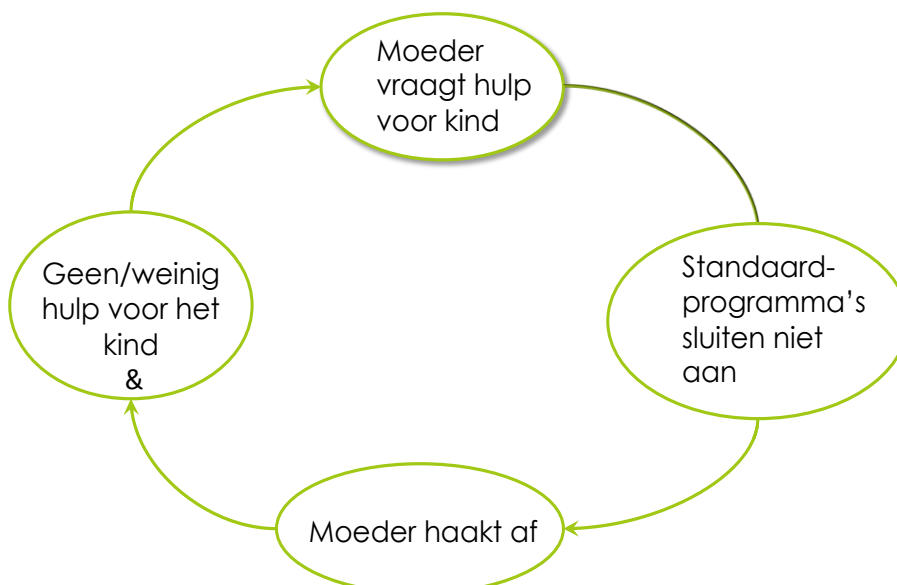 Moeder
vraagt hulp
voor kind
Standaard-
programma’s
sluiten niet
aan
Moeder haakt af
Geen/weinig
hulp voor het
kind
&